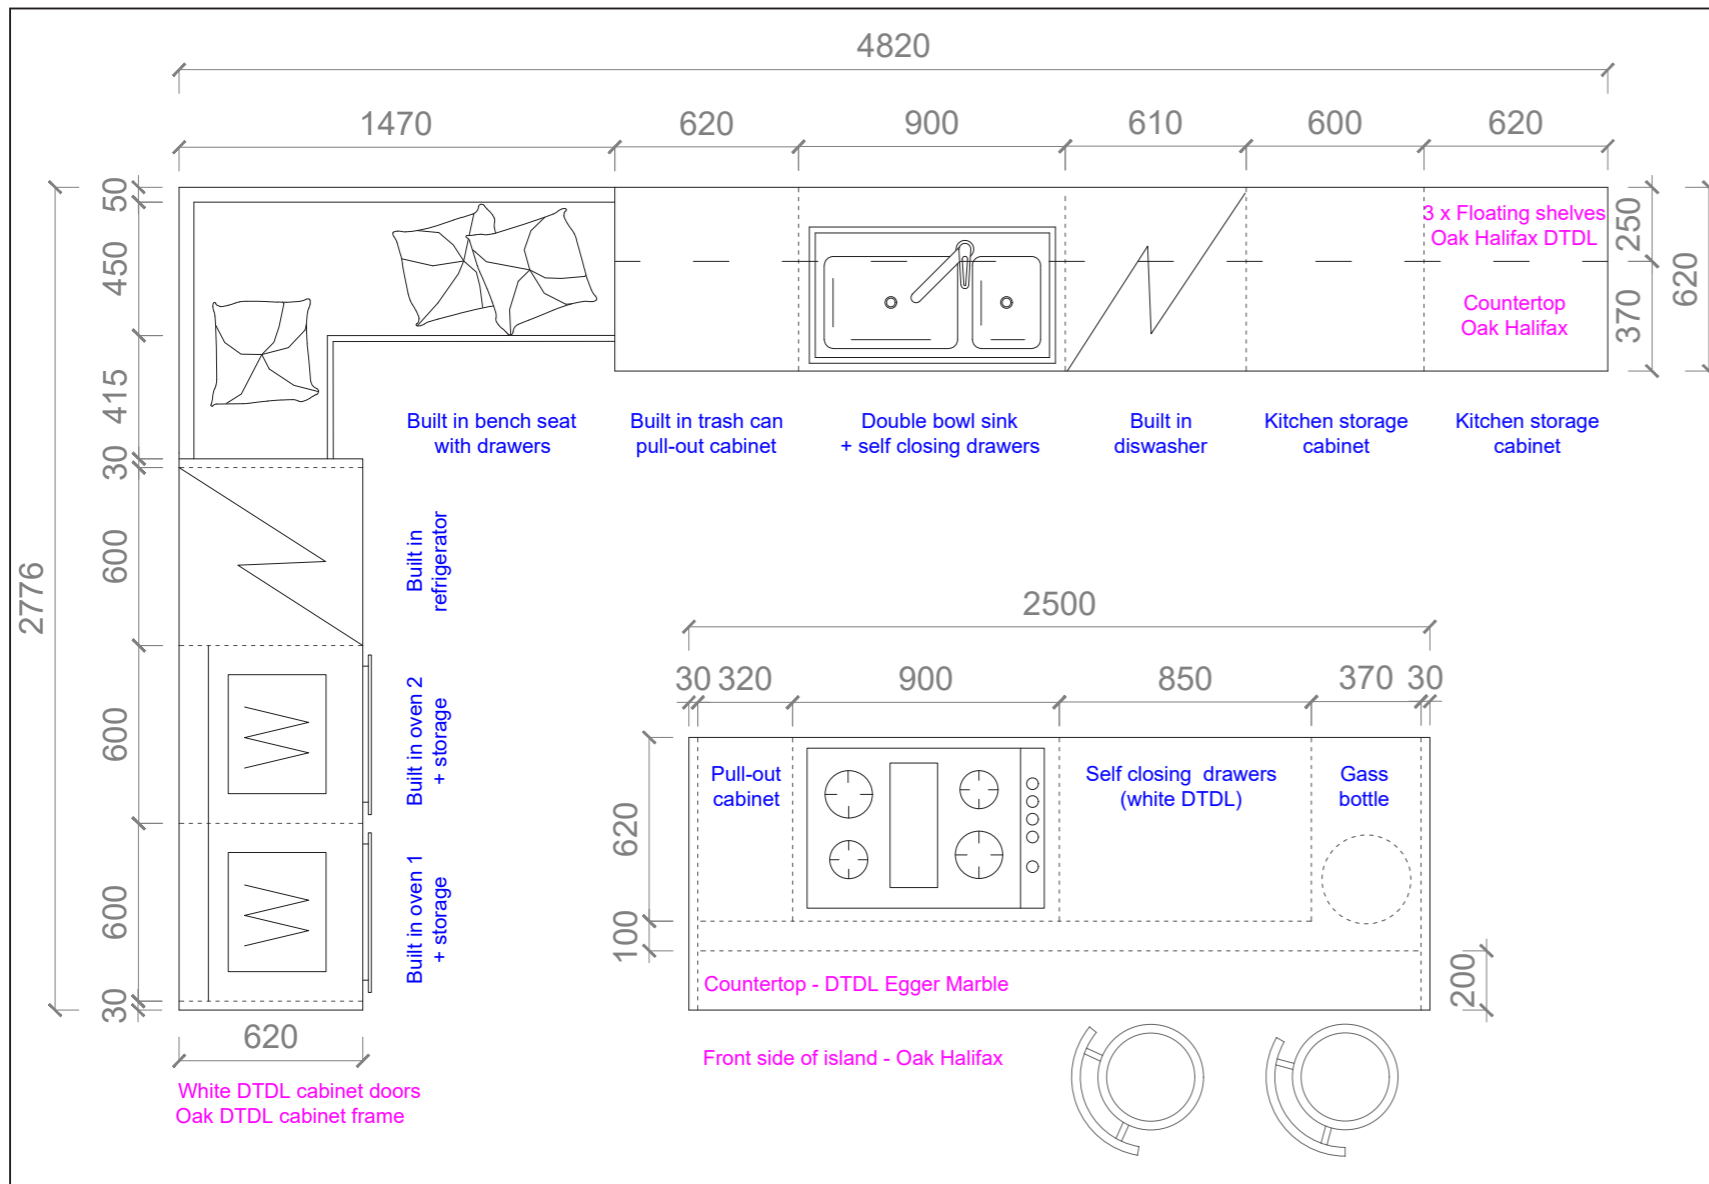 4820
1470 620 900 610 600 620
50
450
415
30
600
600
600
30
2776
250
370
620
3 x Floating shelves
Oak Halifax DTDL
Countertop
Oak Halifax
Built in bench seat
with drawers
Built in trash can
pull-out cabinet
Double bowl sink
+ self closing drawers
Built in
diswasher
Kitchen storage
cabinet
Kitchen storage
cabinet
Built in
refrigerator
Built in oven 2
+ storage
Built in oven 1
+ storage
620
White DTDL cabinet doors
Oak DTDL cabinet frame
2500
30 320 900 850 370 30
620
100
200
Pull-out
cabinet
Self closing drawers
(white DTDL)
Gass
bottle
Countertop - DTDL Egger Marble
Front side of island - Oak Halifax